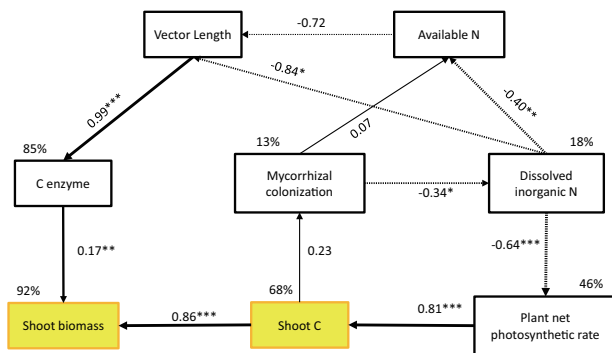 Vector Length
-0.72
Available N
-0.84*
0.99***
-0.40**
0.07
85%
13%
18%
C enzyme
Mycorrhizal
colonization
-0.34*
Dissolved
inorganic N
0.17**
0.23
-0.64***
92%
68%
46%
Shoot biomass
0.86***
Shoot C
0.81***
Plant net
photosynthetic rate